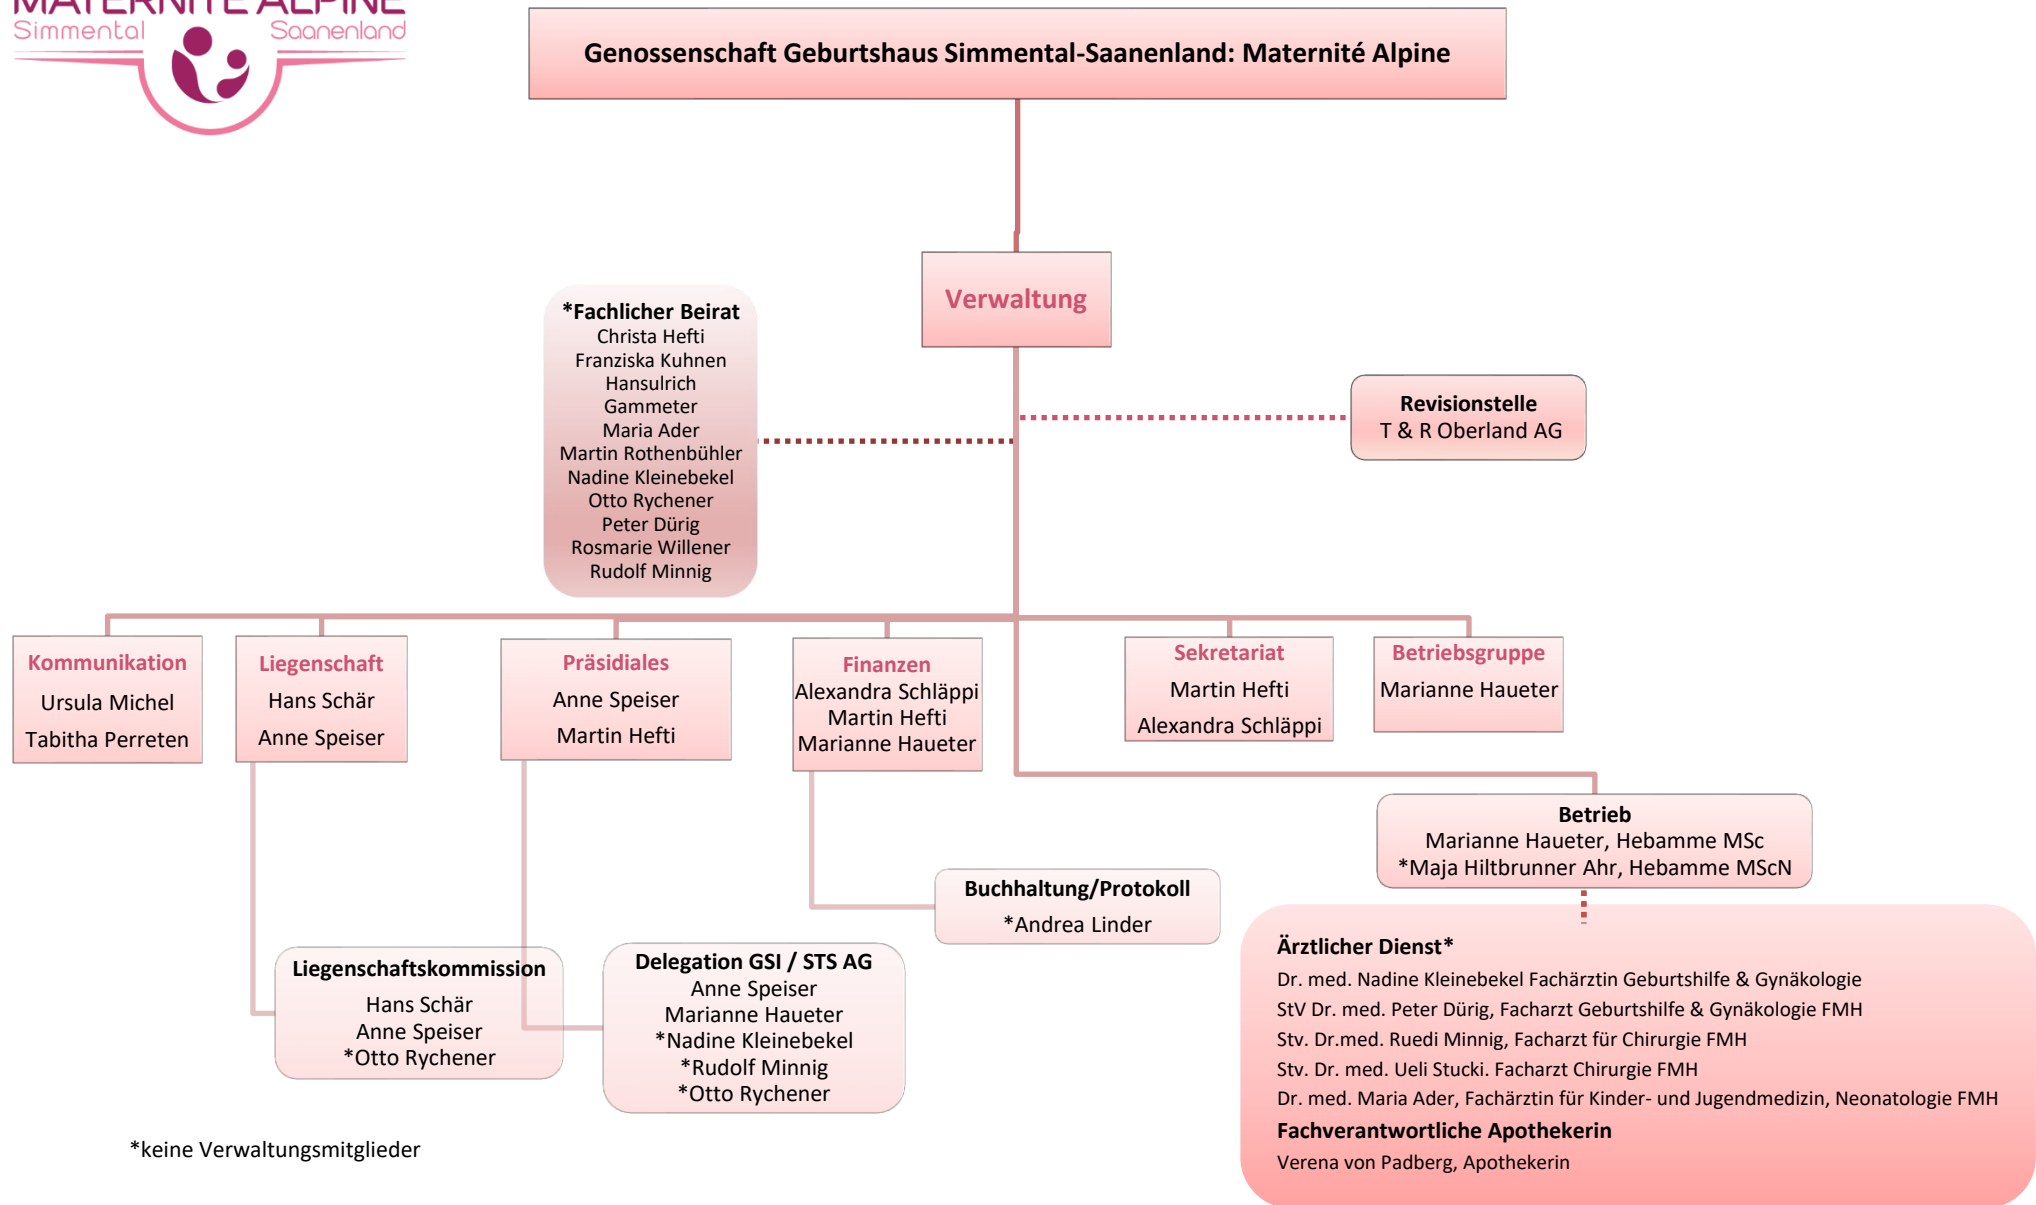 MATERNITÉ ALPINE
Simmental Saanenland
Genossenschaft Geburtshaus Simmental-Saanenland: Maternité Alpine
Verwaltung
*Fachlicher Beirat
Christa Hefti
Franziska Kuhnen
Hansulrich
Gammeter
Maria Ader
Martin Rothenbühler
Nadine Kleinebekel
Otto Rychener
Peter Dürig
Rosmarie Willener
Rudolf Minnig
Revisionstelle
T & R Oberland AG
Kommunikation
Ursula Michel
Tabitha Perreten
Liegenschaft
Hans Schär
Anne Speiser
Präsidiales
Anne Speiser
Martin Hefti
Finanzen
Alexandra Schläppi
Martin Hefti
Marianne Haueter
Sekretariat
Martin Hefti
Alexandra Schläppi
Betriebsgruppe
Marianne Haueter
Betrieb
Marianne Haueter, Hebamme MSc
*Maja Hiltbrunner Ahr, Hebamme MScN
Buchhaltung/Protokoll
*Andrea Linder
Liegenschaftskommission
Hans Schär
Anne Speiser
*Otto Rychener
Delegation GSI / STS AG
Anne Speiser
Marianne Haueter
*Nadine Kleinebekel
*Rudolf Minnig
*Otto Rychener
Ärztlicher Dienst*
Dr. med. Nadine Kleinebekel Fachärztin Geburtshilfe & Gynäkologie
StV Dr. med. Peter Dürig, Facharzt Geburtshilfe & Gynäkologie FMH
Stv. Dr.med. Ruedi Minnig, Facharzt für Chirurgie FMH
Stv. Dr. med. Ueli Stucki. Facharzt Chirurgie FMH
Dr. med. Maria Ader, Fachärztin für Kinder- und Jugendmedizin, Neonatologie FMH
Fachverantwortliche Apothekerin
Verena von Padberg, Apothekerin
*keine Verwaltungsmitglieder